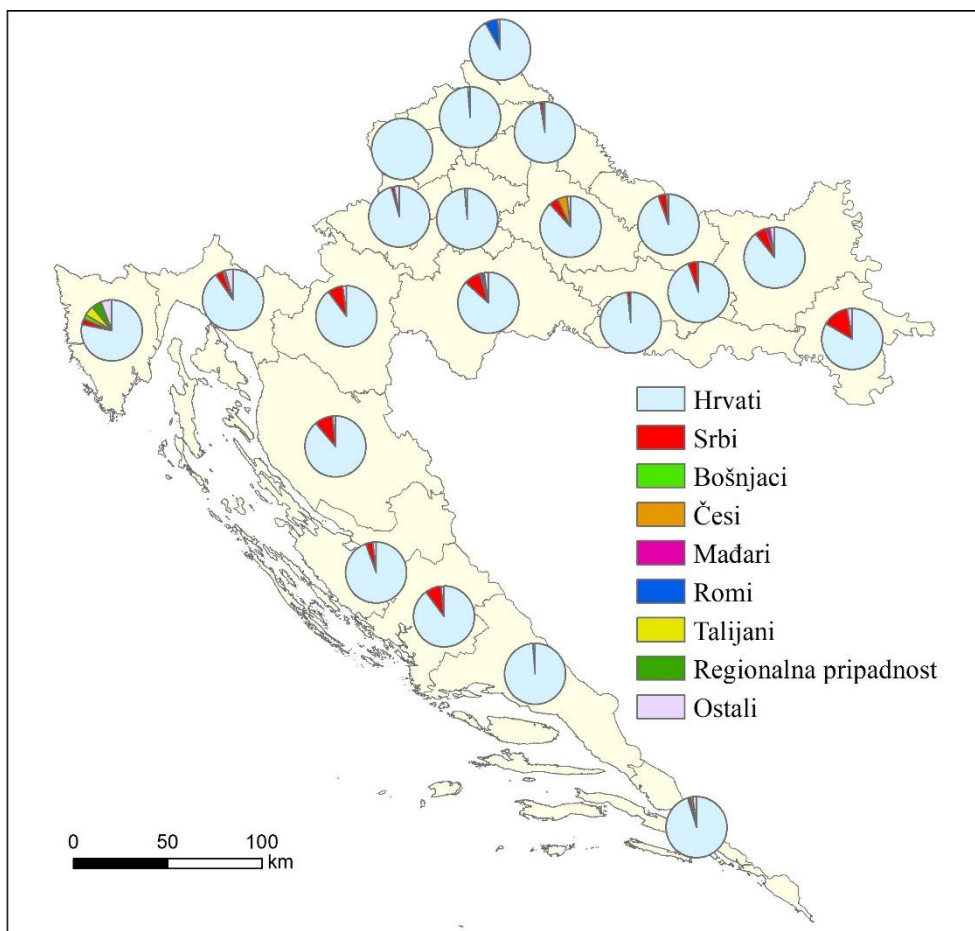 Hrvati
Srbi
Bošnjaci
Česi
Mađari
Romi
Talijani
Regionalna pripadnost
Ostali
0 50 100
km